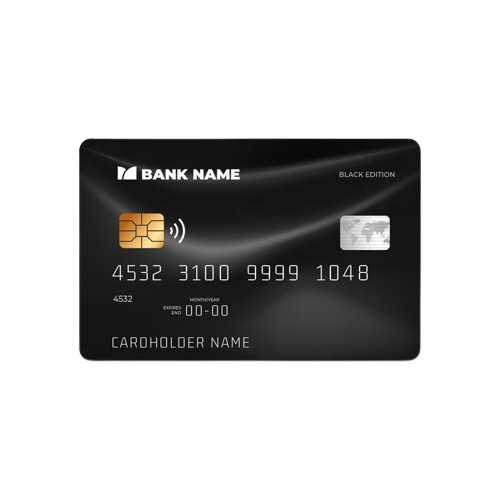 BANK NAME
BLACK EDITION
4532 3100 9999 1048
4532
MONTH/YEAR
EXPIRES
END
00-00
CARDHOLDER NAME